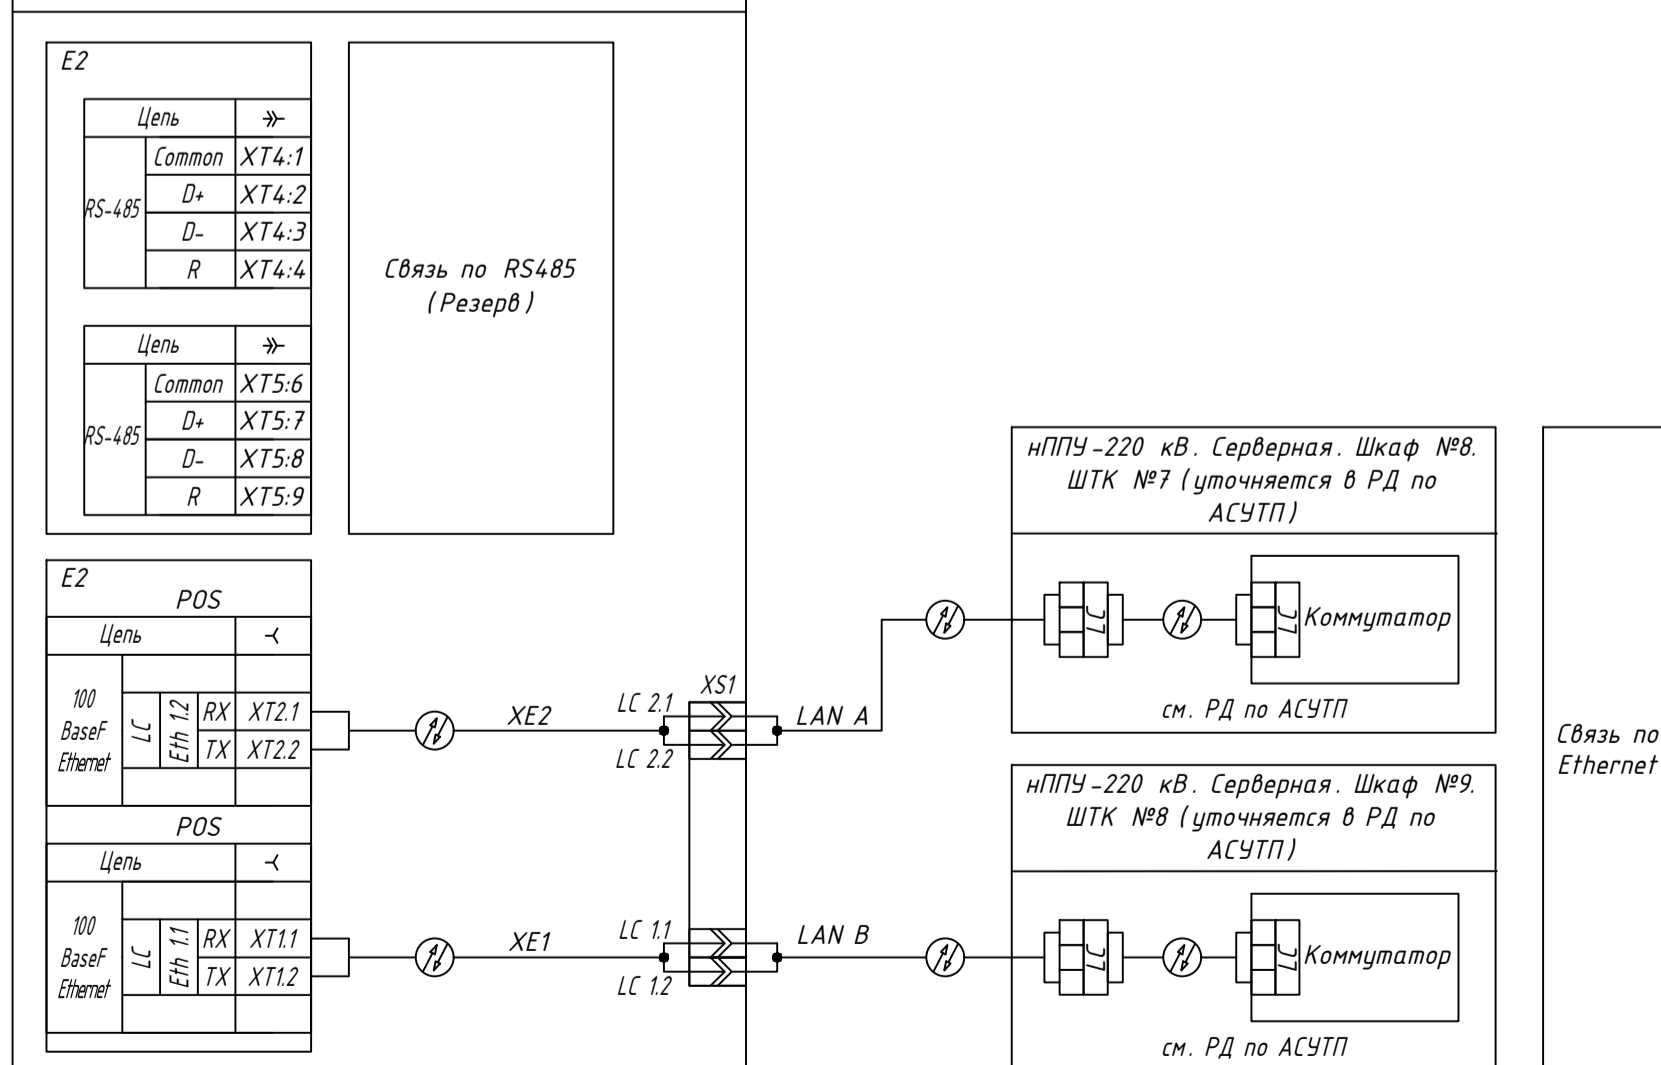 E2
Цепь
RS-485
Common XT4:1
D+ XT4:2
D- XT4:3
R XT4:4
Цепь
RS-485
Common XT5:6
D+ XT5:7
D- XT5:8
R XT5:9
Связь по RS485
(Резерв)
E2
POS
Цепь
100
BaseF
Ethernet
LC
Eth 1.2
RX XT2.1
TX XT2.2
POS
Цепь
100
BaseF
Ethernet
LC
Eth 1.1
RX XT1.1
TX XT1.2
XE2
LC 2.1
LC 2.2
XS1
LAN A
XE1
LC 1.1
LC 1.2
LAN B
нППУ-220 кВ. Серверная. Шкаф №8.
ШТК №7 (уточняется в РД по
АСУТП)
LC
LC
Коммутатор
см. РД по АСУТП
нППУ-220 кВ. Серверная. Шкаф №9.
ШТК №8 (уточняется в РД по
АСУТП)
LC
LC
Коммутатор
см. РД по АСУТП
Связь по
Ethernet